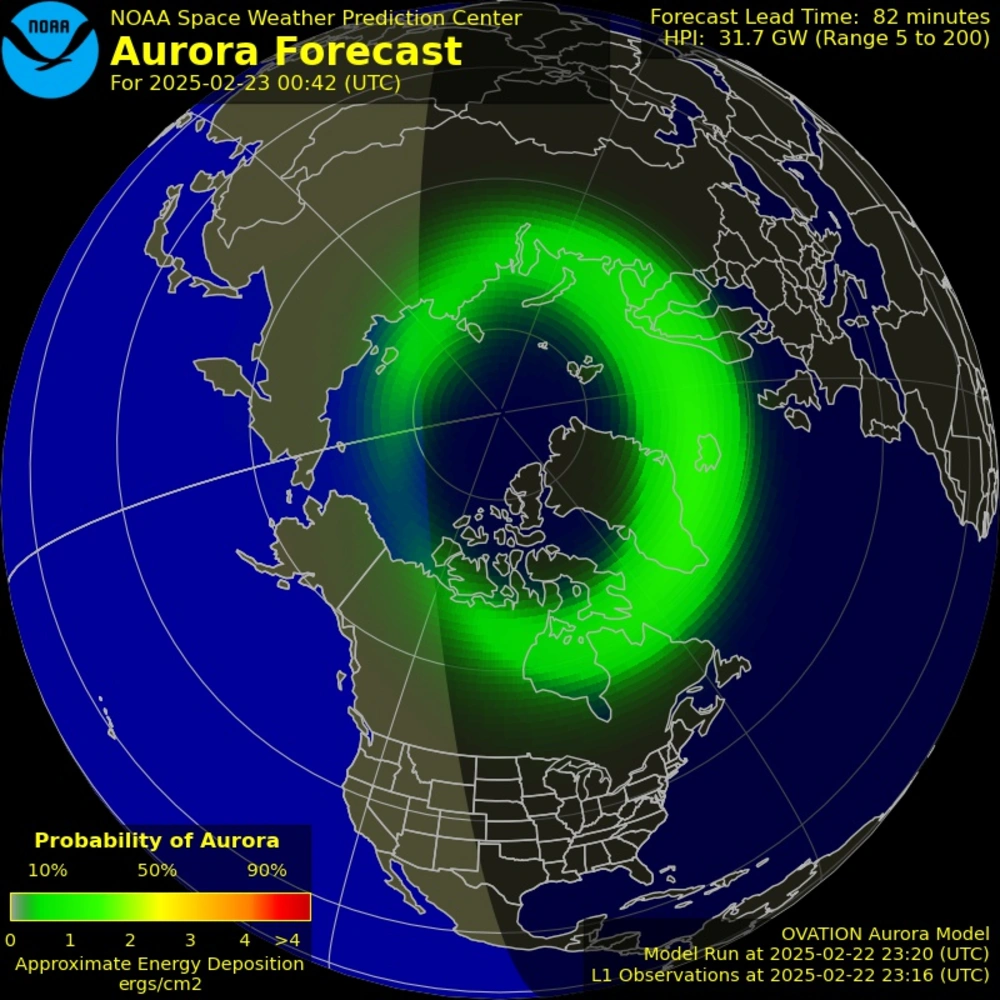 NOAA
NOAA Space Weather Prediction Center
Aurora Forecast
For 2025-02-23 00:42 (UTC)
Forecast Lead Time: 82 minutes
HPI: 31.7 GW (Range 5 to 200)
Probability of Aurora
10% 50% 90%
0 1 2 3 4 >4
Approximate Energy Deposition
ergs/cm2
OVATION Aurora Model
Model Run at 2025-02-22 23:20 (UTC)
L1 Observations at 2025-02-22 23:16 (UTC)